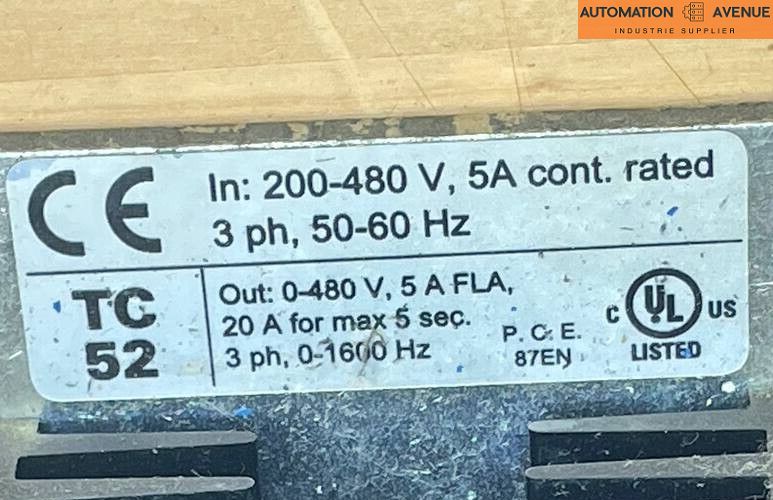 AUTOMATION AVENUE
INDUSTRIE SUPPLIER
CE In: 200-480 V, 5A cont. rated
3 ph, 50-60 Hz
TC
52
Out: 0-480 V, 5 A FLA,
20 A for max 5 sec.
3 ph, 0-1600 Hz
P. C. E.
87EN
C UL US
LISTED